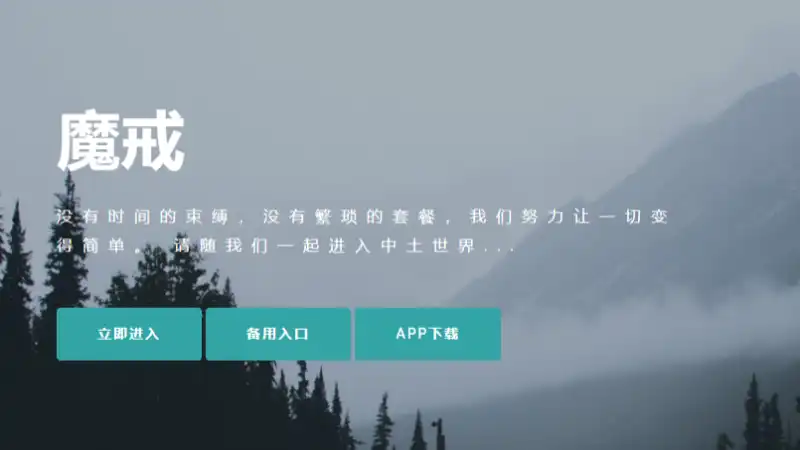 魔戒
没有时间的束缚，没有繁琐的套餐，我们努力让一切变
得简单。 请随我们一起进入中土世界...
立即进入
备用入口
APP下载